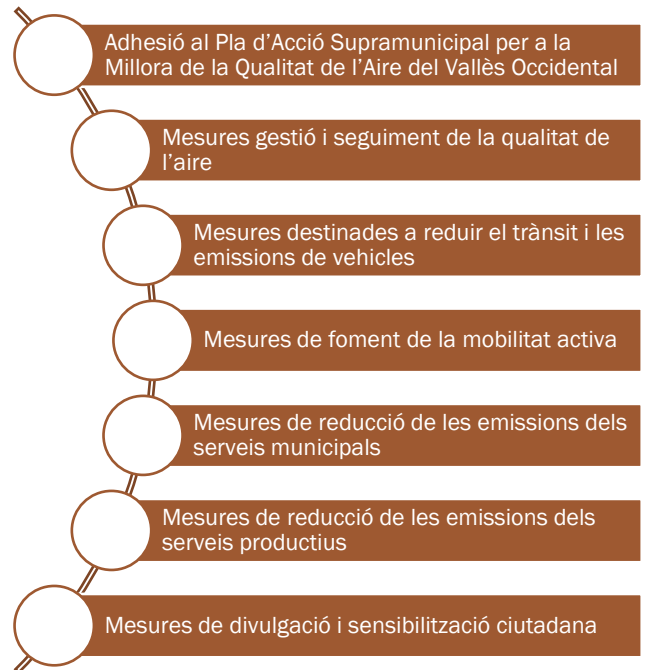 Adhesió al Pla d’Acció Supramunicipal per a la
Millora de la Qualitat de l’Aire del Vallès Occidental
Mesures gestió i seguiment de la qualitat de
l’aire
Mesures destinades a reduir el trànsit i les
emissions de vehicles
Mesures de foment de la mobilitat activa
Mesures de reducció de les emissions dels
serveis municipals
Mesures de reducció de les emissions dels
serveis productius
Mesures de divulgació i sensibilització ciutadana